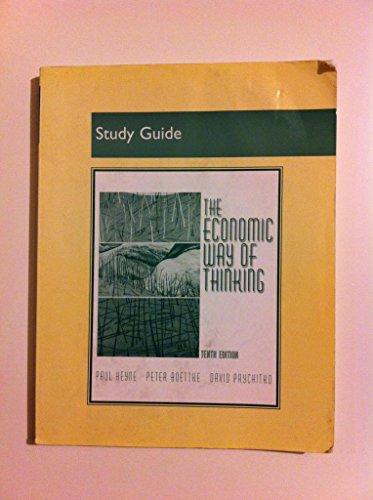 Study Guide
THE
ECONOMIC
WAY OF
THINKING
TENTH EDITION
PAUL HEYNE · PETER BOETTKE · DAVID PRYCHITKO